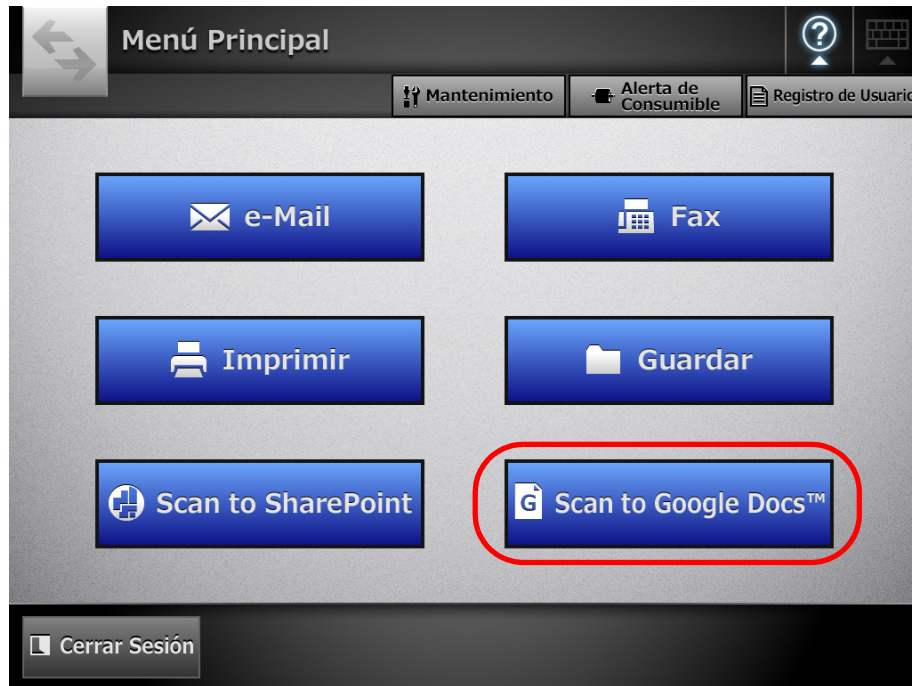 Menú Principal
?
Mantenimiento
Alerta de
Consumible
Registro de Usuario
e-Mail
Fax
Imprimir
Guardar
Scan to SharePoint
G Scan to Google Docs™
Cerrar Sesión